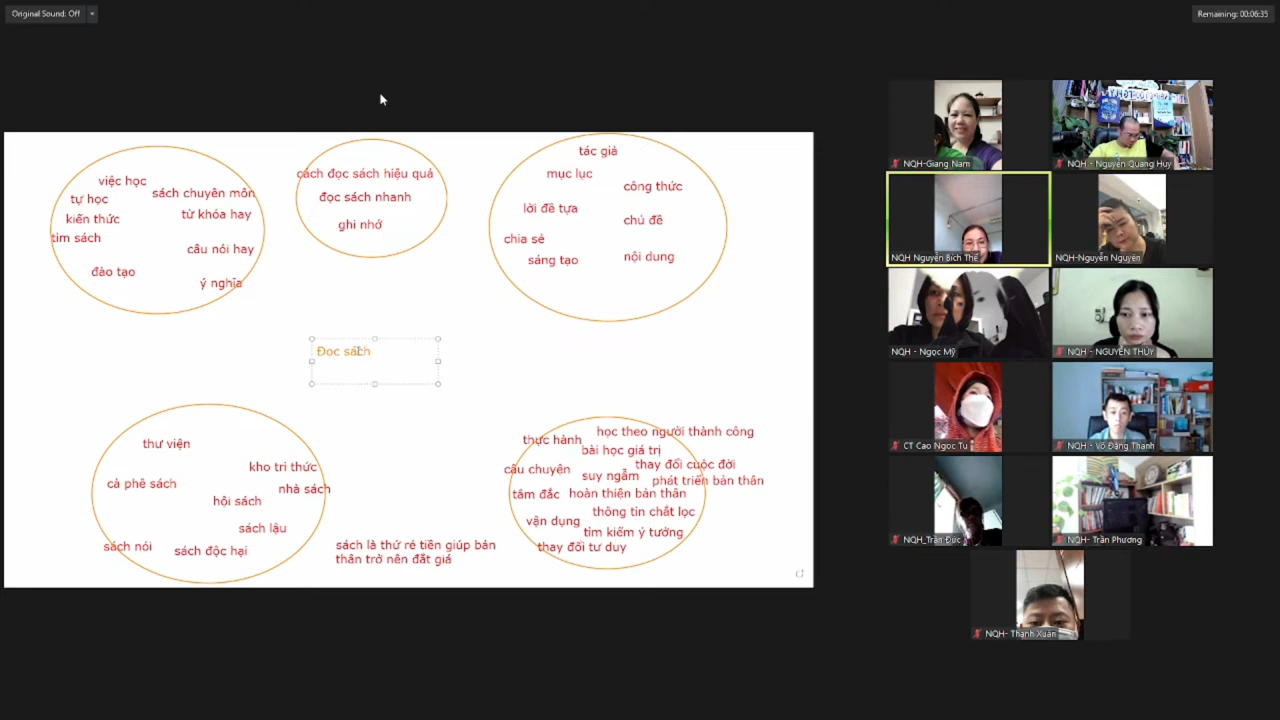 Original Sound: Off
Remaining: 00:06:35
việc học
tự học
sách chuyên môn
kiến thức
từ khóa hay
tìm sách
câu nói hay
đào tạo
ý nghĩa
cách đọc sách hiệu quả
đọc sách nhanh
ghi nhớ
tác giả
mục lục
công thức
lời đề tựa
chủ đề
chia sẻ
sáng tạo
nội dung
Đọc sách
thư viện
kho tri thức
cà phê sách
nhà sách
hội sách
sách lậu
sách nói
sách độc hại
sách là thứ rẻ tiền giúp bản
thân trở nên đắt giá
học theo người thành công
thực hành
bài học giá trị
thay đổi cuộc đời
câu chuyện
suy ngẫm
phát triển bản thân
tâm đắc
hoàn thiện bản thân
thông tin chắt lọc
vận dụng
tìm kiếm ý tưởng
thay đổi tư duy
NQH-Giang Nam
NQH - Nguyễn Quang Huy
NQH Nguyễn Bích Thế
NQH-Nguyễn Nguyên
NQH - Ngọc Mỹ
NQH - NGUYỄN THÚY
CT Cao Ngọc Tú
NQH - Võ Đăng Thanh
NQH_Trần Đức
NQH- Trần Phương
NQH- Thanh Xuân